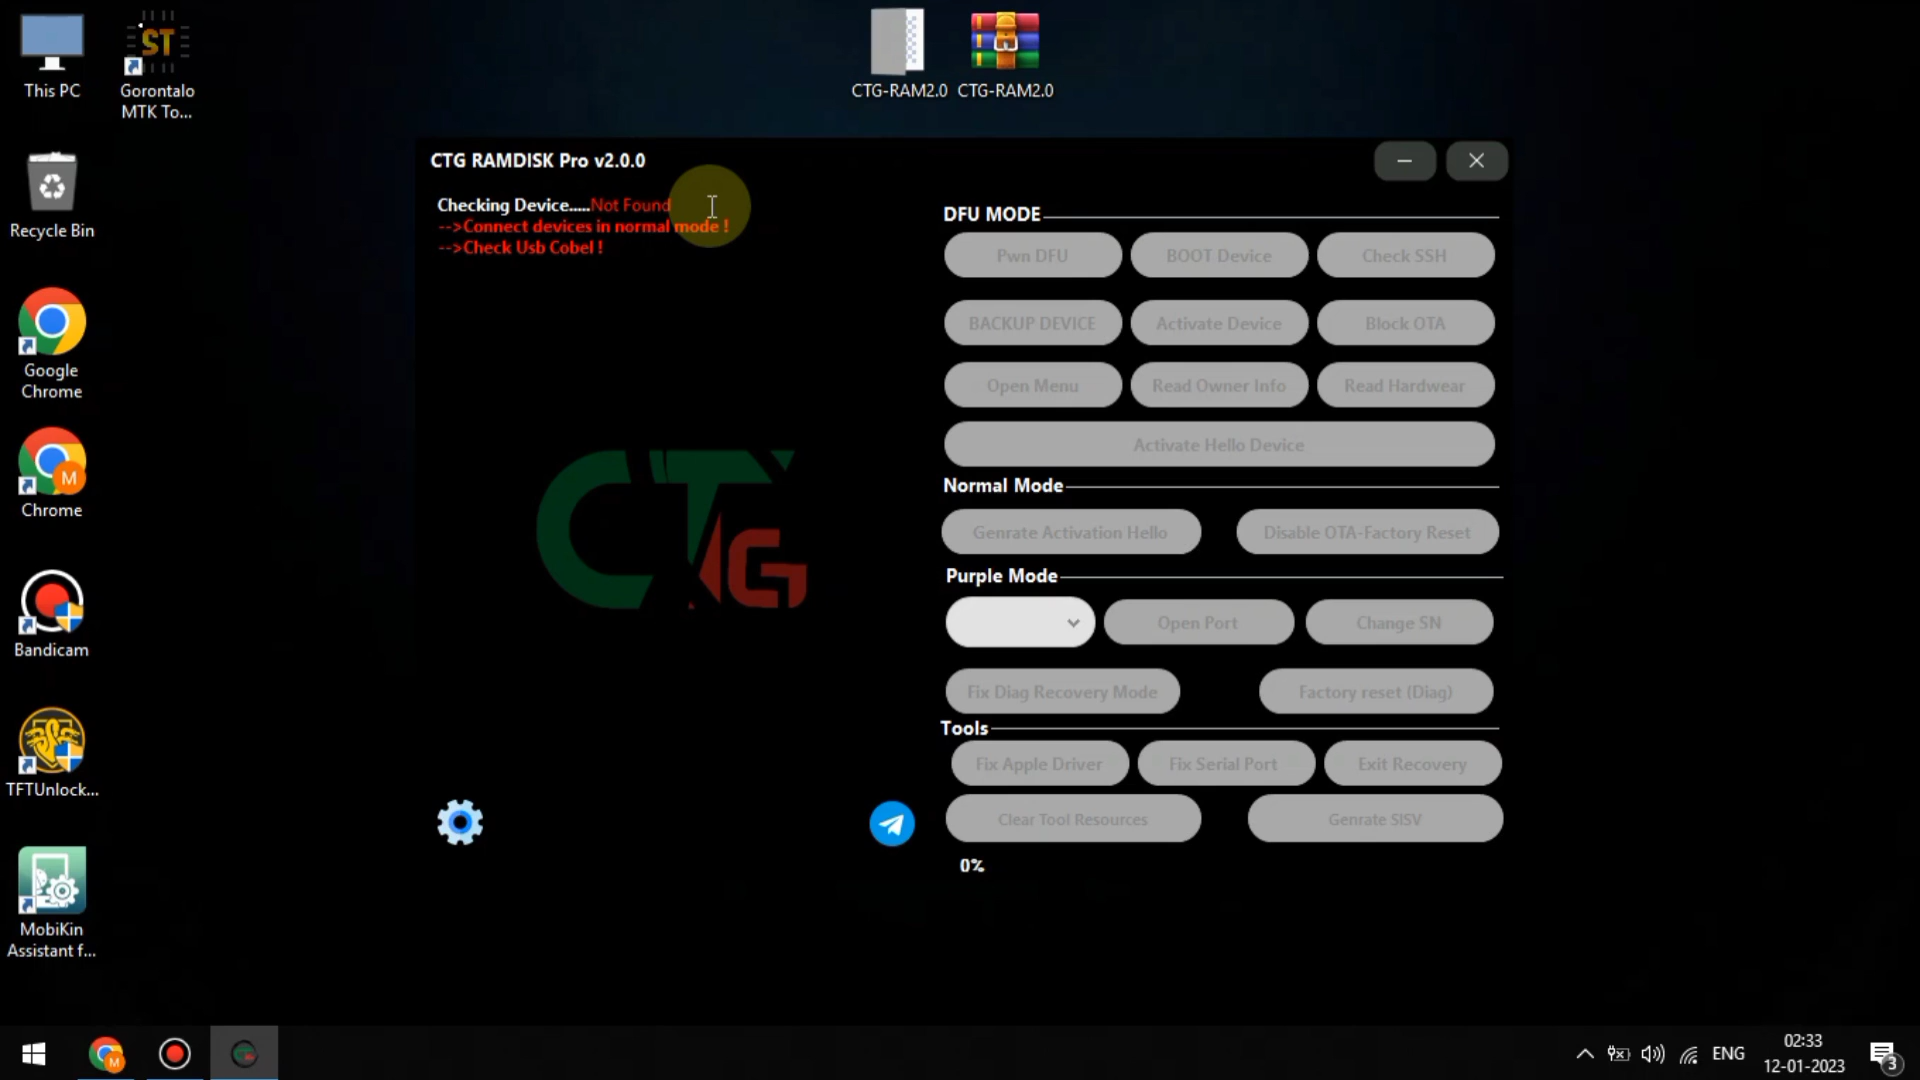 This PC
Gorontalo
MTK To...
ST
Recycle Bin
Google
Chrome
M
Chrome
Bandicam
TFTUnlock...
MobiKin
Assistant f...
CTG-RAM2.0
CTG-RAM2.0
CTG RAMDISK Pro v2.0.0
Checking Device.....Not Found
-->Connect devices in normal mode !
-->Check Usb Cobel !
CTG
DFU MODE
Pwn DFU
BOOT Device
Check SSH
BACKUP DEVICE
Activate Device
Block OTA
Open Menu
Read Owner Info
Read Hardwear
Activate Hello Device
Normal Mode
Genrate Activation Hello
Disable OTA-Factory Reset
Purple Mode
Open Port
Change SN
Fix Diag Recovery Mode
Factory reset (Diag)
Tools
Fix Apple Driver
Fix Serial Port
Exit Recovery
Clear Tool Resources
Genrate SISV
0%
M
ENG
02:33
12-01-2023
3